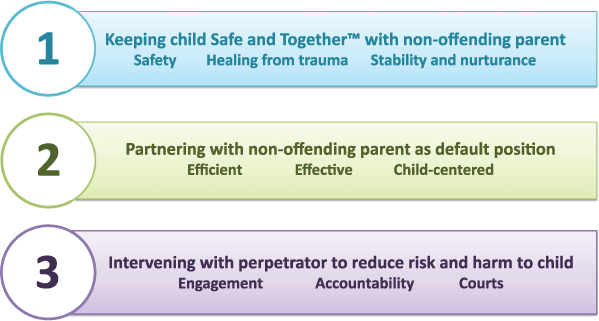 1
Keeping child Safe and Together™ with non-offending parent
Safety Healing from trauma Stability and nurturance
2
Partnering with non-offending parent as default position
Efficient Effective Child-centered
3
Intervening with perpetrator to reduce risk and harm to child
Engagement Accountability Courts